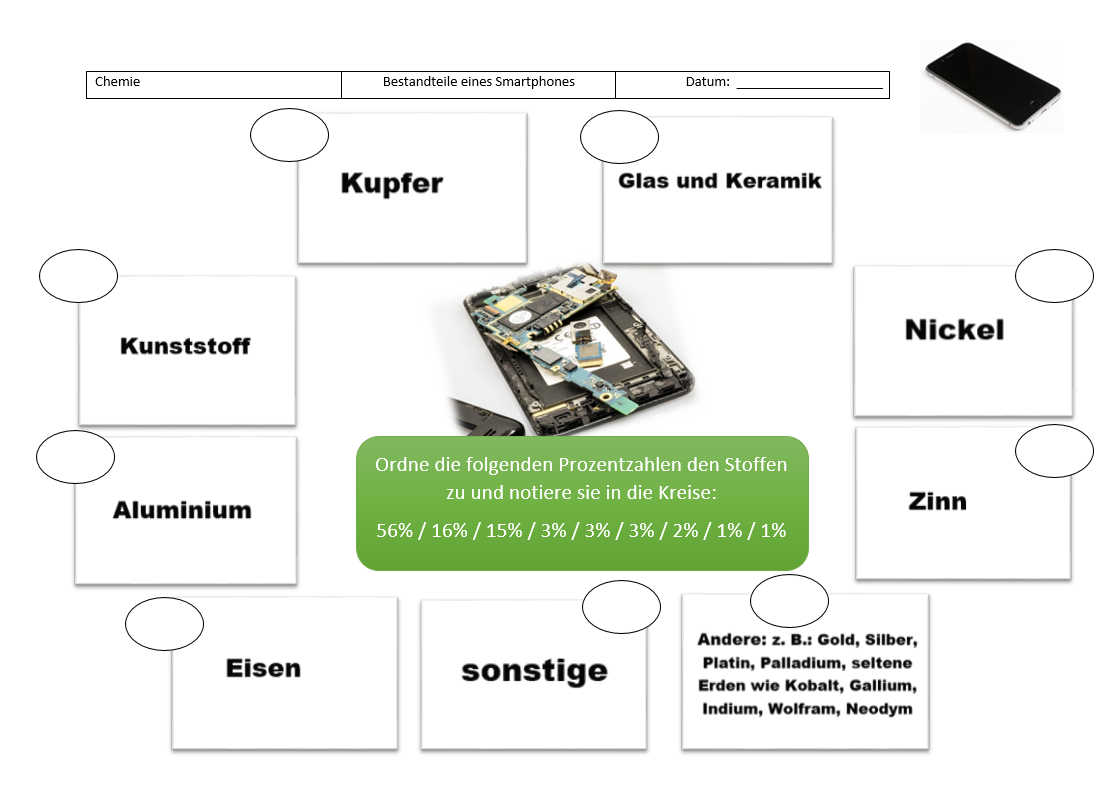 Chemie
Bestandteile eines Smartphones
Datum: ____________________
Kupfer
Glas und Keramik
Kunststoff
Nickel
Aluminium
Ordne die folgenden Prozentzahlen den Stoffen
zu und notiere sie in die Kreise:
56% / 16% / 15% / 3% / 3% / 3% / 2% / 1% / 1%
Zinn
Eisen
sonstige
Andere: z. B.: Gold, Silber,
Platin, Palladium, seltene
Erden wie Kobalt, Gallium,
Indium, Wolfram, Neodym